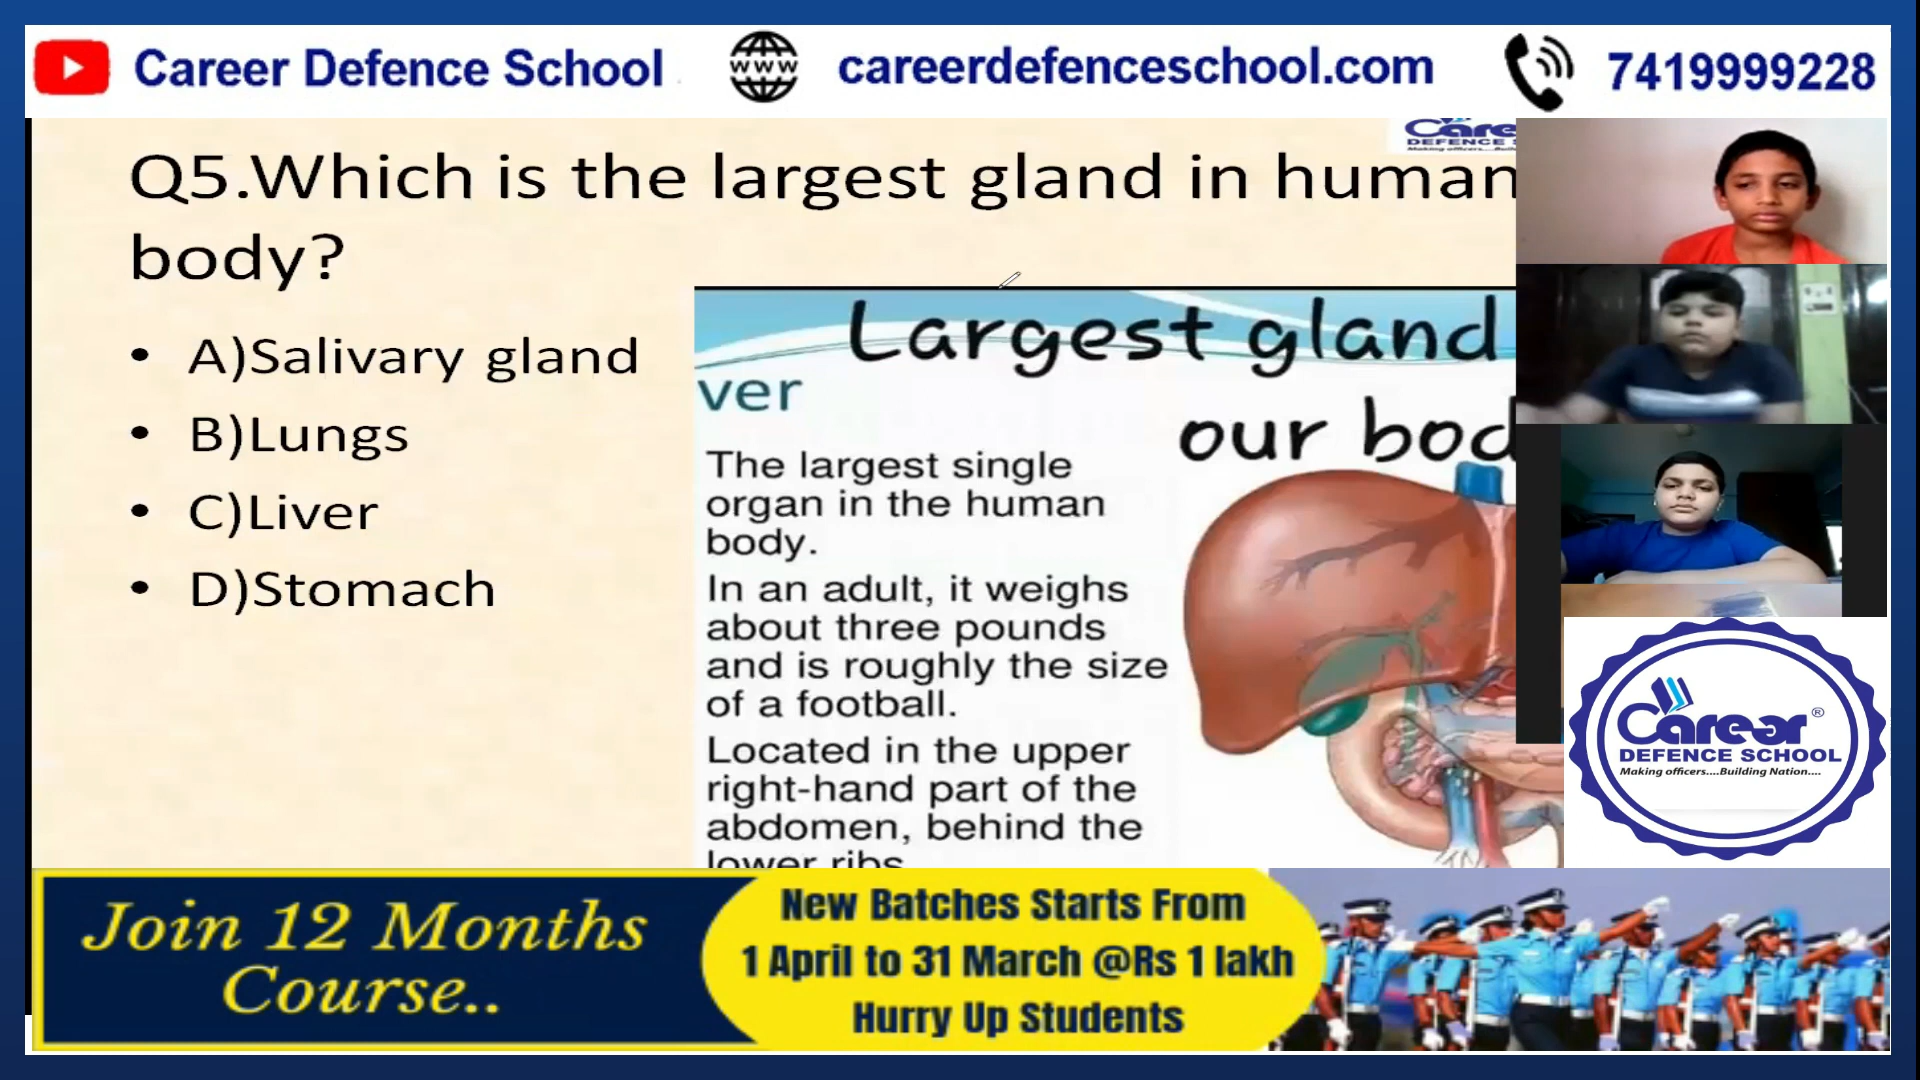 Career Defence School
www
careerdefenceschool.com
7419999228
Q5.Which is the largest gland in human
body?
• A)Salivary gland
• B)Lungs
• C)Liver
• D)Stomach
Largest gland
ver
our bod
The largest single
organ in the human
body.
In an adult, it weighs
about three pounds
and is roughly the size
of a football.
Located in the upper
right-hand part of the
abdomen, behind the
lower ribs
Carear®
DEFENCE SCHOOL
Making officers....Building Nation....
Join 12 Months
Course..
New Batches Starts From
1 April to 31 March @Rs 1 lakh
Hurry Up Students